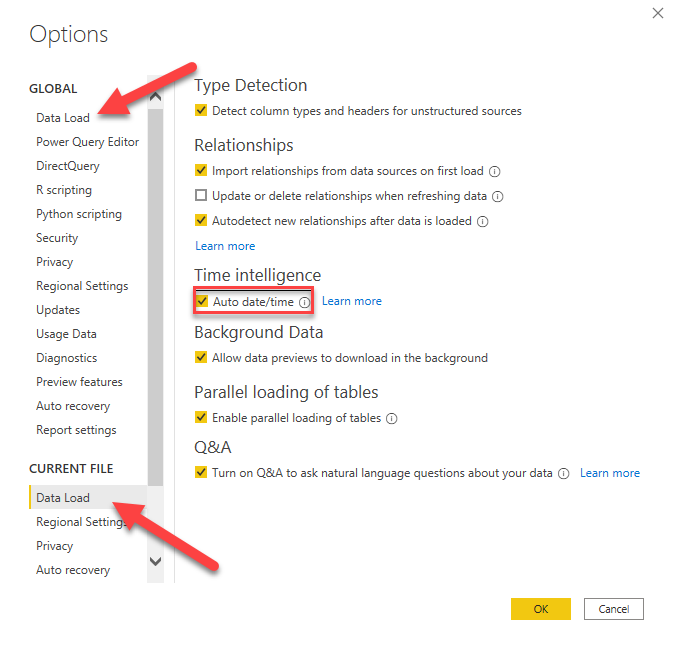 Options
GLOBAL
Data Load
Power Query Editor
DirectQuery
R scripting
Python scripting
Security
Privacy
Regional Settings
Updates
Usage Data
Diagnostics
Preview features
Auto recovery
Report settings
CURRENT FILE
Data Load
Regional Settings
Privacy
Auto recovery
Type Detection
Detect column types and headers for unstructured sources
Relationships
Import relationships from data sources on first load
Update or delete relationships when refreshing data
Autodetect new relationships after data is loaded
Learn more
Time intelligence
Auto date/time Learn more
Background Data
Allow data previews to download in the background
Parallel loading of tables
Enable parallel loading of tables
Q&A
Turn on Q&A to ask natural language questions about your data Learn more
OK Cancel